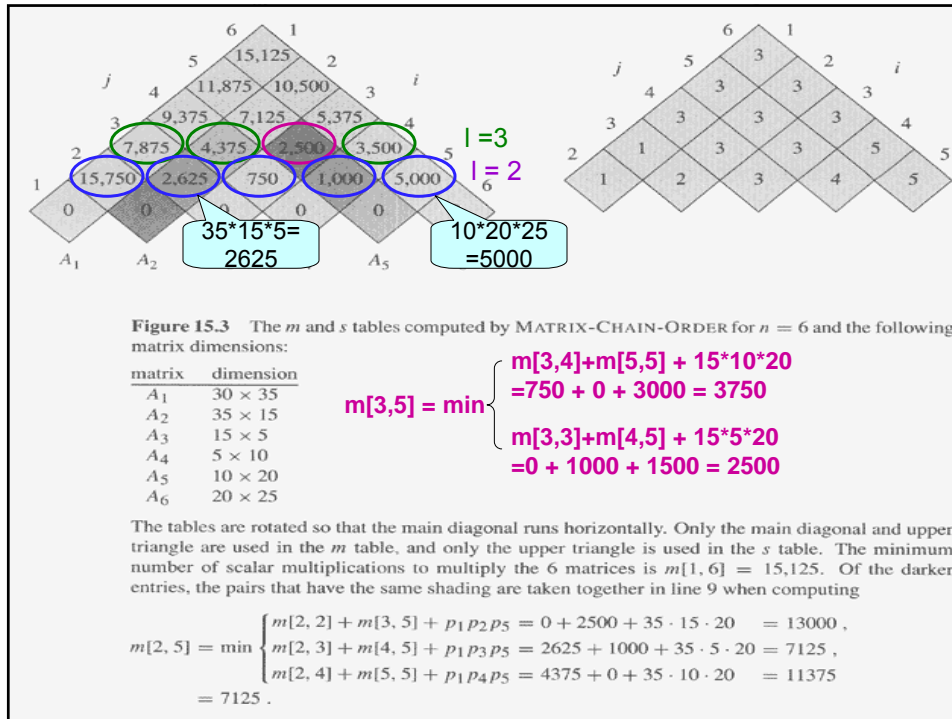 6 1
15,125
5 2
j 11,875 10,500 i
4 3
9,375 7,125 5,375
3 4
7,875 4,375 2,500 3,500
l =3
2 5
15,750 2,625 750 1,000 5,000
l = 2
1 6
0 0 0 0 0 0
35*15*5=
2625
10*20*25
=5000
A1 A2 A5
6 1
3
5 2
j 3 3 i
4 3
3 3 3
3 4
1 3 3 5
2 5
1 2 3 4 5
Figure 15.3 The m and s tables computed by MATRIX-CHAIN-ORDER for n = 6 and the following
matrix dimensions:
matrix dimension
A1 30 × 35
A2 35 × 15
A3 15 × 5
A4 5 × 10
A5 10 × 20
A6 20 × 25
m[3,5] = min
m[3,4]+m[5,5] + 15*10*20
=750 + 0 + 3000 = 3750
m[3,3]+m[4,5] + 15*5*20
=0 + 1000 + 1500 = 2500
The tables are rotated so that the main diagonal runs horizontally. Only the main diagonal and upper
triangle are used in the m table, and only the upper triangle is used in the s table. The minimum
number of scalar multiplications to multiply the 6 matrices is m[1, 6] = 15,125. Of the darker
entries, the pairs that have the same shading are taken together in line 9 when computing
m[2, 5] = min
m[2, 2] + m[3, 5] + p1 p2 p5 = 0 + 2500 + 35 · 15 · 20 = 13000 ,
m[2, 3] + m[4, 5] + p1 p3 p5 = 2625 + 1000 + 35 · 5 · 20 = 7125 ,
m[2, 4] + m[5, 5] + p1 p4 p5 = 4375 + 0 + 35 · 10 · 20 = 11375
= 7125 .